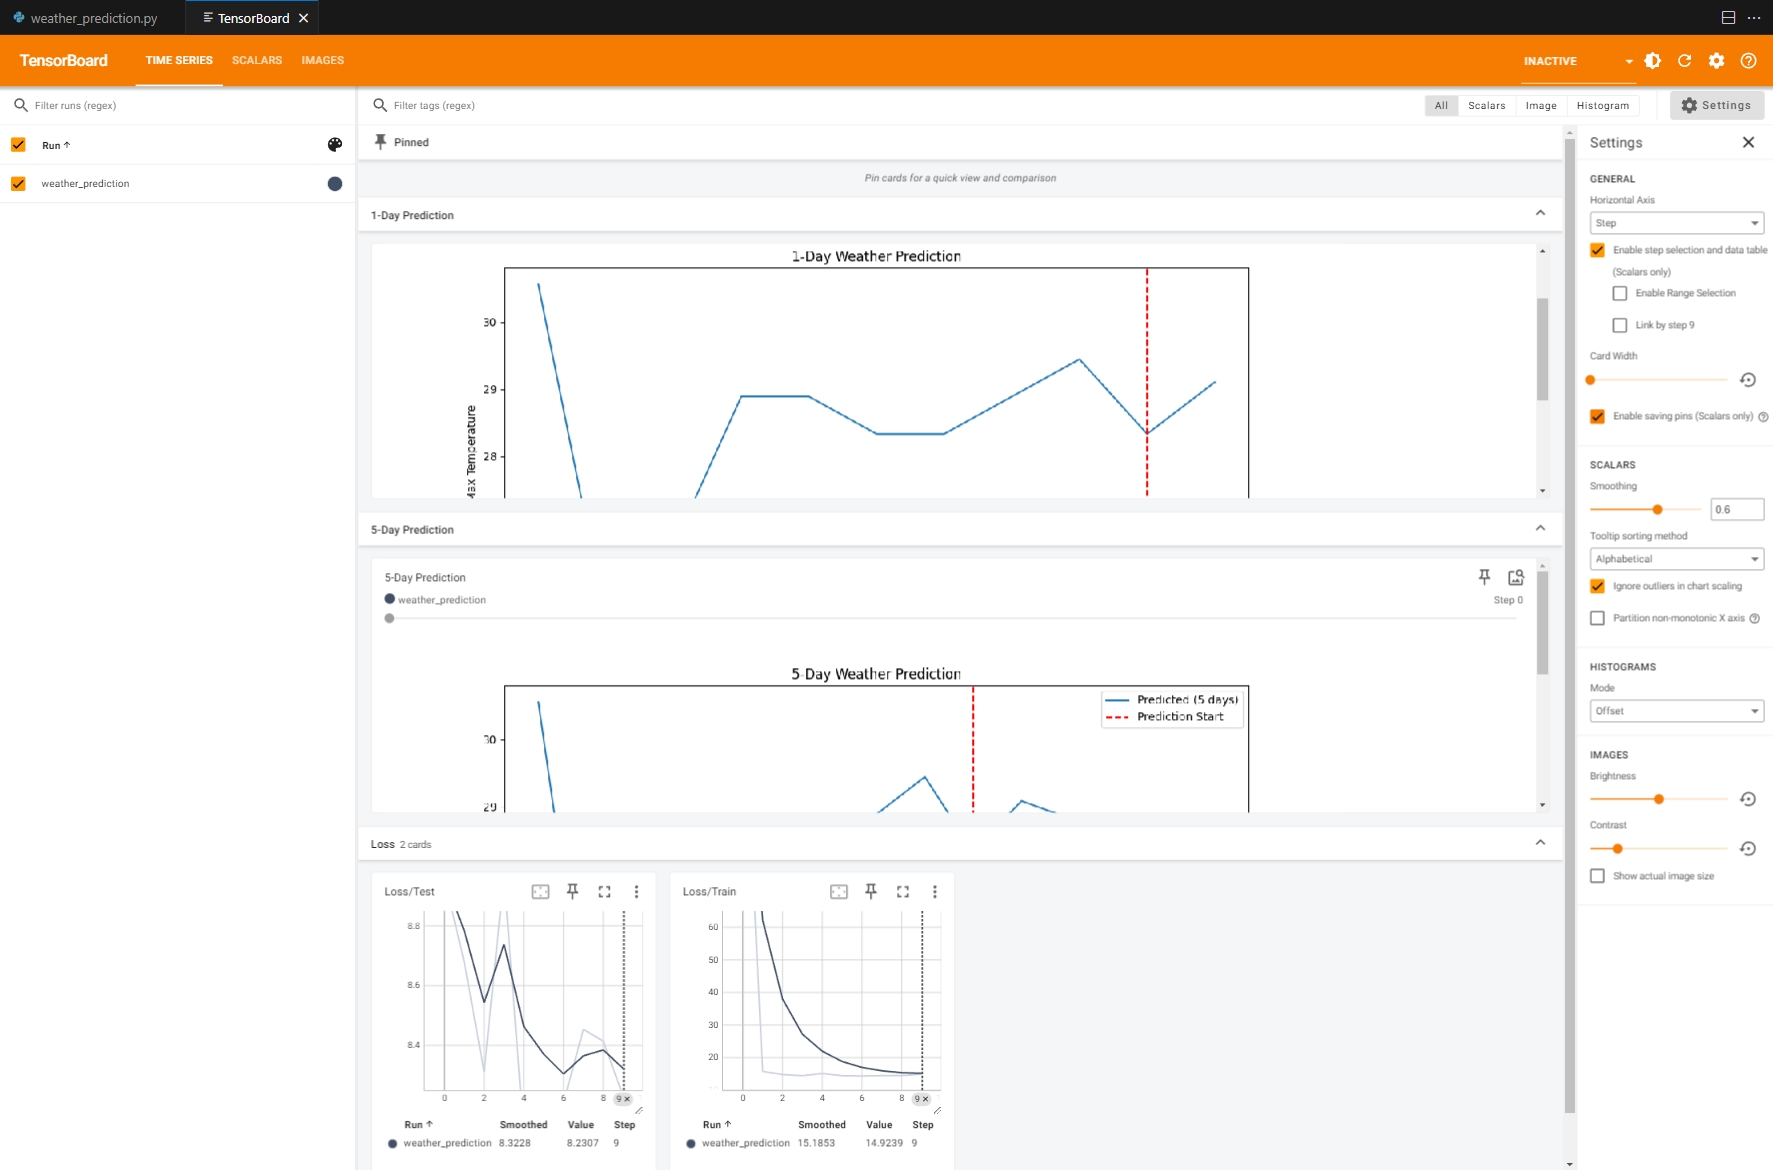 weather_prediction.py
TensorBoard
TensorBoard
TIME SERIES
SCALARS
IMAGES
INACTIVE
Filter runs (regex)
Run
weather_prediction
Filter tags (regex)
All
Scalars
Image
Histogram
Settings
Pinned
Pin cards for a quick view and comparison
1-Day Prediction
1-Day Weather Prediction
30
29
28
Max Temperature
5-Day Prediction
5-Day Prediction
weather_prediction
Step 0
5-Day Weather Prediction
Predicted (5 days)
Prediction Start
30
29
Loss 2 cards
Loss/Test
8.8
8.6
8.4
0 2 4 6 8 9
Run Smoothed Value Step
weather_prediction 8.3228 8.2307 9
Loss/Train
60
50
40
30
20
0 2 4 6 8 9
Run Smoothed Value Step
weather_prediction 15.1853 14.9239 9
Settings
GENERAL
Horizontal Axis
Step
Enable step selection and data table
(Scalars only)
Enable Range Selection
Link by step 9
Card Width
Enable saving pins (Scalars only)
SCALARS
Smoothing
0.6
Tooltip sorting method
Alphabetical
Ignore outliers in chart scaling
Partition non-monotonic X axis
HISTOGRAMS
Mode
Offset
IMAGES
Brightness
Contrast
Show actual image size